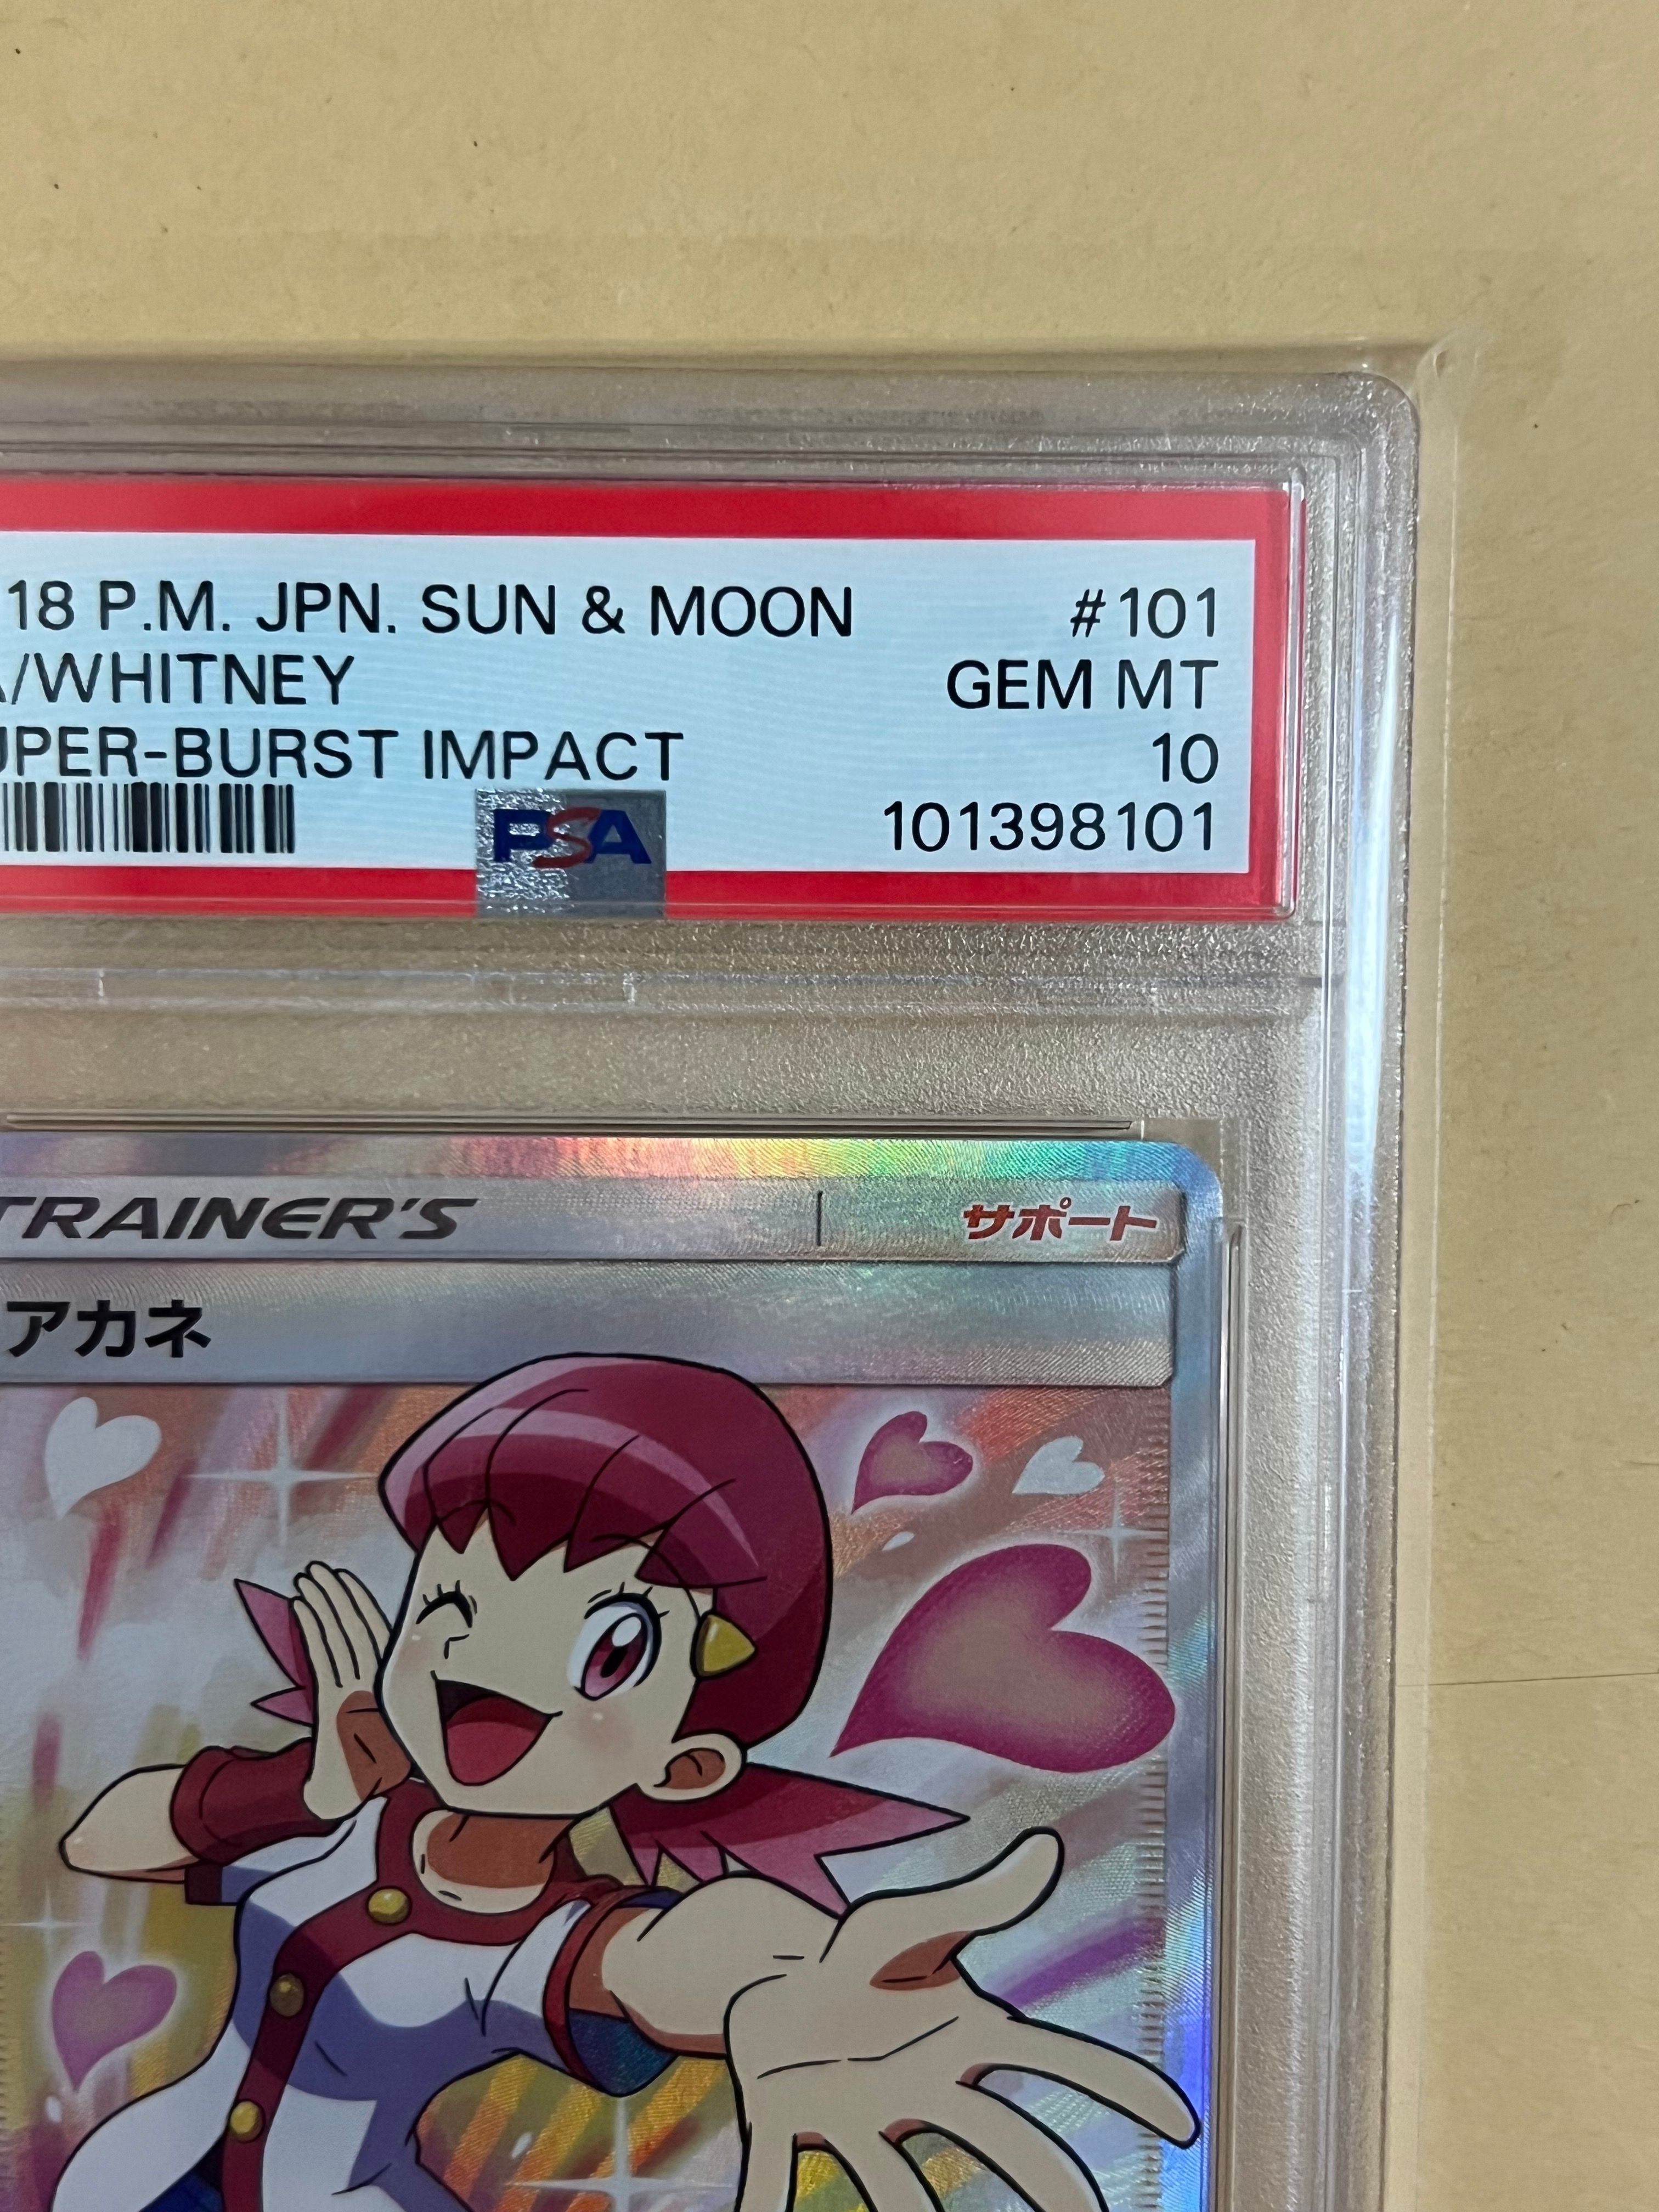 18 P.M. JPN. SUN & MOON #101
A/WHITNEY GEM MT
UPER-BURST IMPACT 10
PSA 101398101
TRAINER'S サポート
アカネ